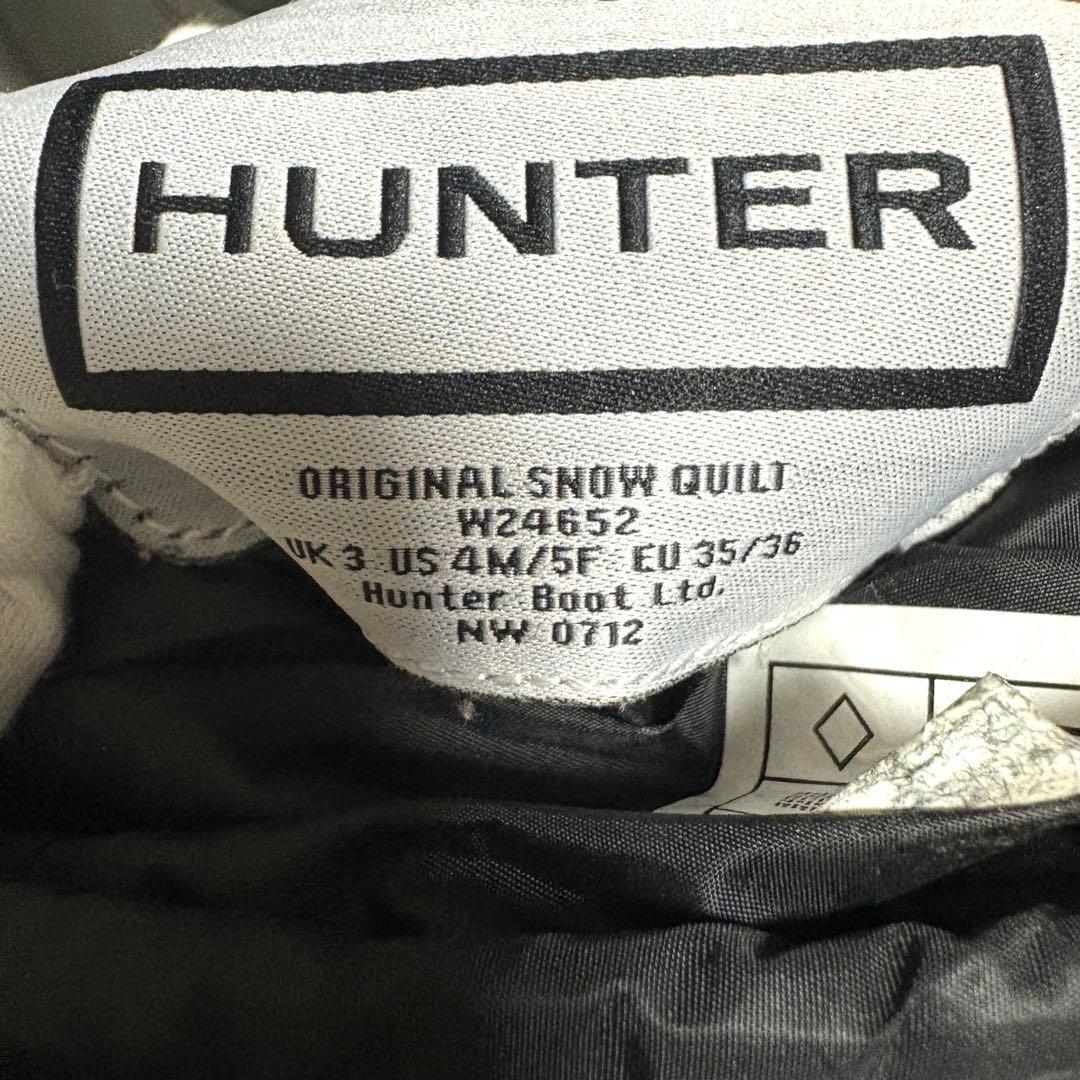 HUNTER
ORIGINAL SNOW QUILT
W24652
UK 3 US 4M/5F EU 35/36
Hunter Boot Ltd.
NW 0712